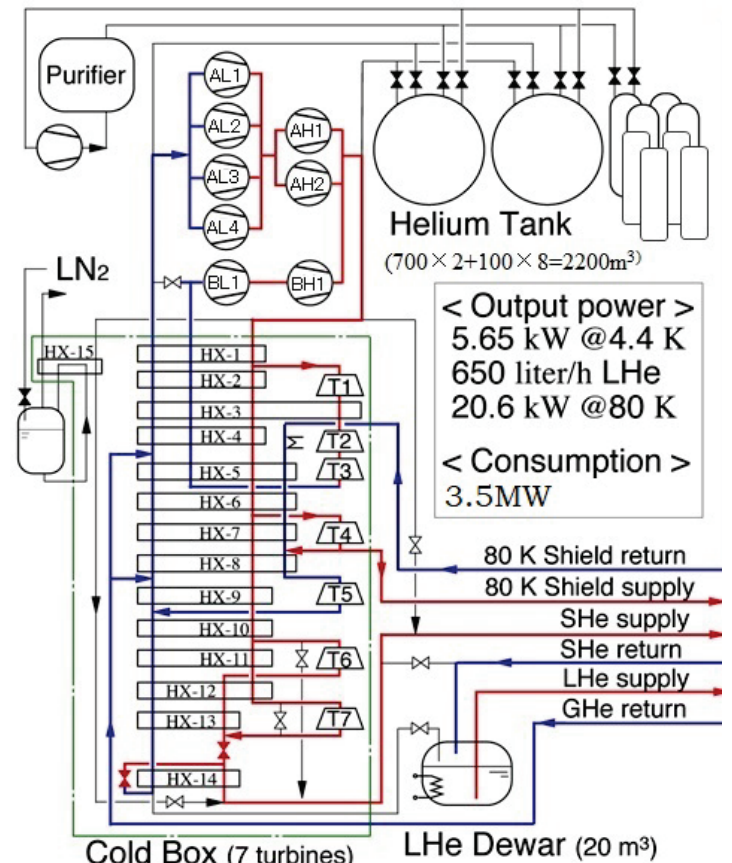 Purifier
AL1
AL2
AL3
AL4
AH1
AH2
BL1
BH1
Helium Tank
(700×2+100×8=2200m³)
LN₂
< Output power >
5.65 kW @4.4 K
650 liter/h LHe
20.6 kW @80 K
< Consumption >
3.5MW
HX-15
HX-1
HX-2
HX-3
HX-4
HX-5
HX-6
HX-7
HX-8
HX-9
HX-10
HX-11
HX-12
HX-13
HX-14
T1
T2
T3
T4
T5
T6
T7
80 K Shield return
80 K Shield supply
SHe supply
SHe return
LHe supply
GHe return
Cold Box (7 turbines)
LHe Dewar (20 m³)